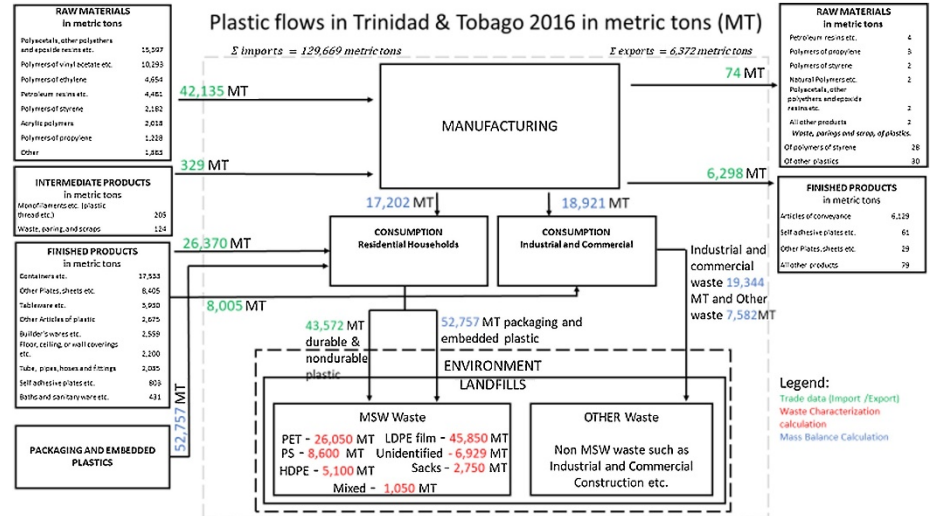 Plastic flows in Trinidad & Tobago 2016 in metric tons (MT)
Σ imports = 129,669 metric tons
Σ exports = 6,372 metric tons
RAW MATERIALS
in metric tons
Polyacetals, other polyethers
and epoxide resins etc. 15,397
Polymers of vinyl acetate etc. 10,293
Polymers of ethylene 4,654
Petroleum resins etc. 4,481
Polymers of styrene 2,182
Acrylic polymers 2,018
Polymers of propylene 1,228
Other 1,883
INTERMEDIATE PRODUCTS
in metric tons
Monofilaments etc. (plastic
thread etc.) 205
Waste, paring, and scraps 124
FINISHED PRODUCTS
in metric tons
Containers etc. 17,533
Other Plates, sheets etc. 8,405
Tableware etc. 3,930
Other Articles of plastic 2,675
Builder's wares etc. 2,559
Floor, ceiling, or wall coverings
etc. 2,200
Tube, pipes, hoses and fittings 2,035
Self adhesive plates etc. 803
Baths and sanitary ware etc. 431
PACKAGING AND EMBEDDED
PLASTICS
42,135 MT
329 MT
26,370 MT
8,005 MT
52,757 MT
MANUFACTURING
17,202 MT
18,921 MT
CONSUMPTION
Residential Households
CONSUMPTION
Industrial and Commercial
74 MT
6,298 MT
RAW MATERIALS
in metric tons
Petroleum resins etc. 4
Polymers of propylene 3
Polymers of styrene 2
Natural Polymers etc. 2
Polyacetals, other
polyethers and epoxide
resins etc. 2
All other products 2
Waste, parings and scrap, of plastics.
Of polymers of styrene 28
Of other plastics 30
FINISHED PRODUCTS
in metric tons
Articles of conveyance 6,129
Self adhesive plates etc. 61
Other Plates, sheets etc. 29
All other products 79
43,572 MT
durable &
nondurable
plastic
52,757 MT packaging and
embedded plastic
Industrial and
commercial
waste 19,344
MT and Other
waste 7,582MT
ENVIRONMENT
LANDFILLS
MSW Waste
PET - 26,050 MT LDPE film - 45,850 MT
PS - 8,600 MT Unidentified - 6,929 MT
HDPE - 5,100 MT Sacks - 2,750 MT
Mixed - 1,050 MT
OTHER Waste
Non MSW waste such as
Industrial and Commercial
Construction etc.
Legend:
Trade data (Import /Export)
Waste Characterization
calculation
Mass Balance Calculation